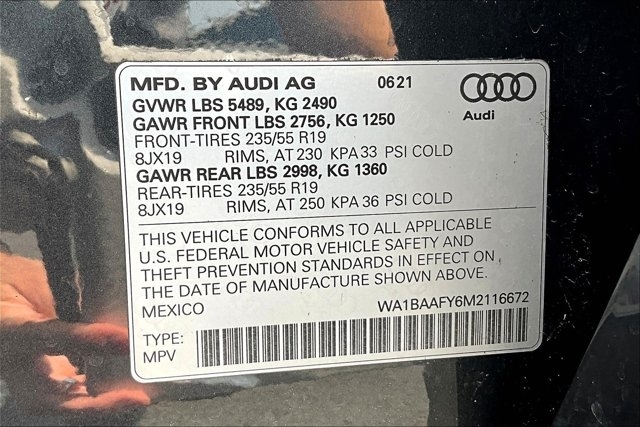 MFD. BY AUDI AG 0621
GVWR LBS 5489, KG 2490
GAWR FRONT LBS 2756, KG 1250
Audi
FRONT-TIRES 235/55 R19
8JX19 RIMS, AT 230 KPA 33 PSI COLD
GAWR REAR LBS 2998, KG 1360
REAR-TIRES 235/55 R19
8JX19 RIMS, AT 250 KPA 36 PSI COLD
THIS VEHICLE CONFORMS TO ALL APPLICABLE
U.S. FEDERAL MOTOR VEHICLE SAFETY AND
THEFT PREVENTION STANDARDS IN EFFECT ON
THE DATE OF MANUFACTURE SHOWN ABOVE.
MEXICO WA1BAAFY6M2116672
TYPE:
MPV